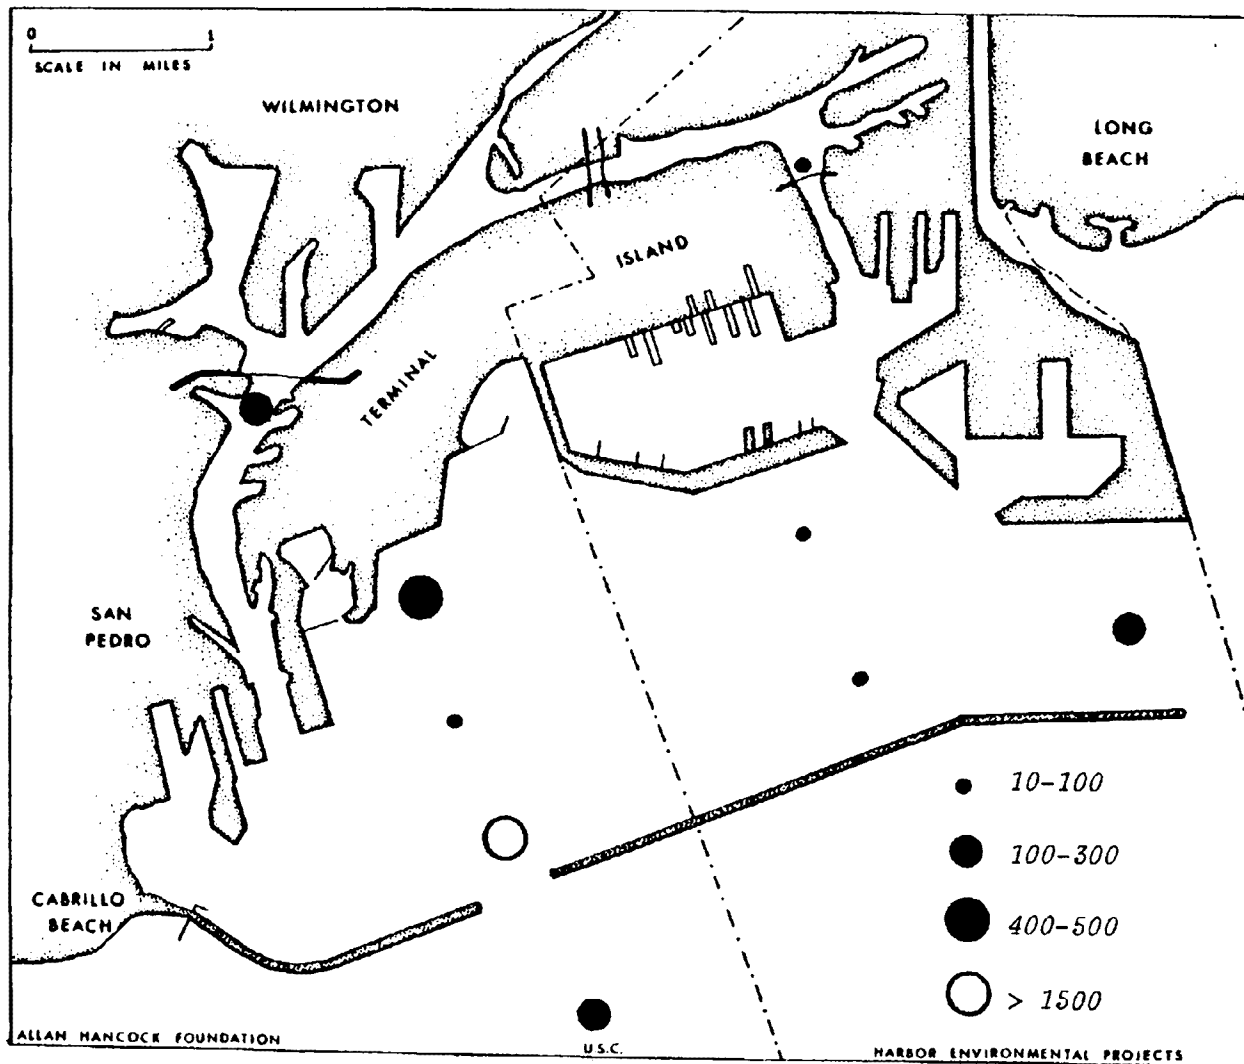 0 1
SCALE IN MILES
WILMINGTON
LONG
BEACH
ISLAND
TERMINAL
SAN
PEDRO
10-100
100-300
CABRILLO
BEACH
400-500
> 1500
ALLAN HANCOCK FOUNDATION
U.S.C.
HARBOR ENVIRONMENTAL PROJECTS